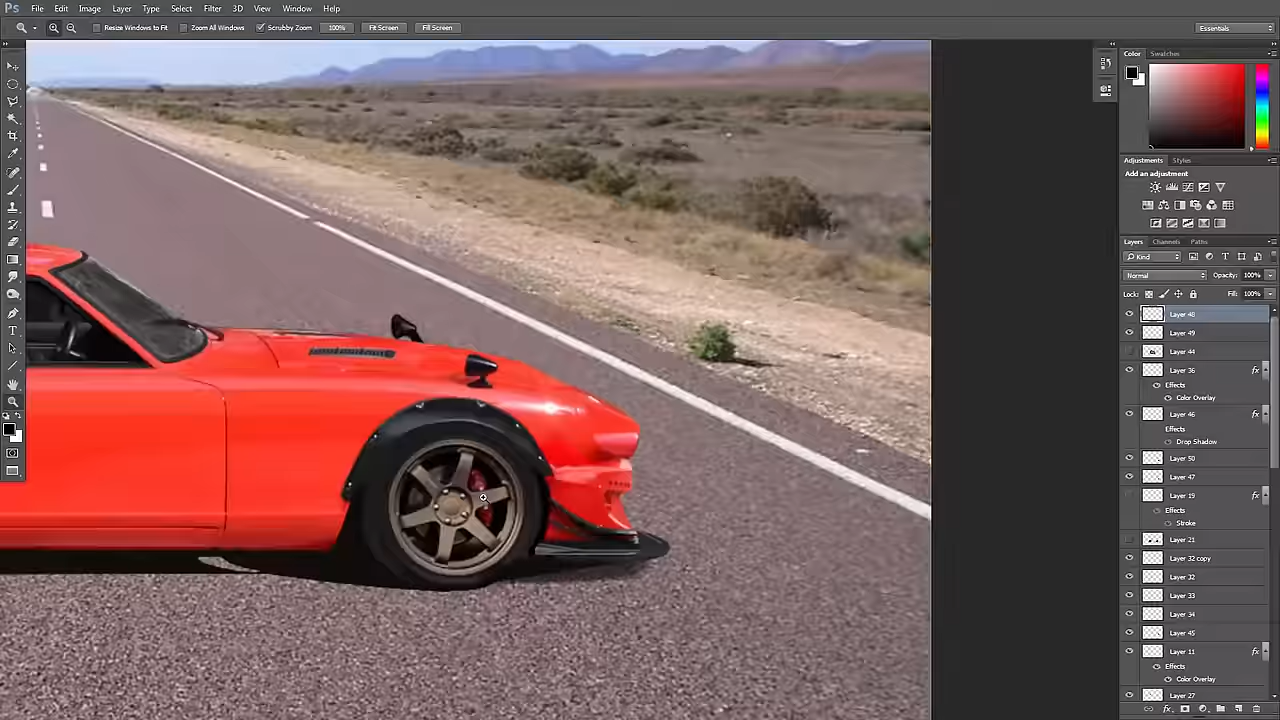 Ps File Edit Image Layer Type Select Filter 3D View Window Help
Resize Windows to Fit Zoom All Windows Scrubby Zoom 100% Fit Screen Fill Screen Essentials
Color Swatches
Adjustments Styles
Add an adjustment
Layers Channels Paths
Kind
Normal Opacity: 100%
Lock: Fill: 100%
Layer 48
Layer 49
Layer 44
Layer 36 fx
Effects
Color Overlay
Layer 46 fx
Effects
Drop Shadow
Layer 50
Layer 47
Layer 19 fx
Effects
Stroke
Layer 21
Layer 32 copy
Layer 32
Layer 33
Layer 34
Layer 45
Layer 11 fx
Effects
Color Overlay
Layer 27